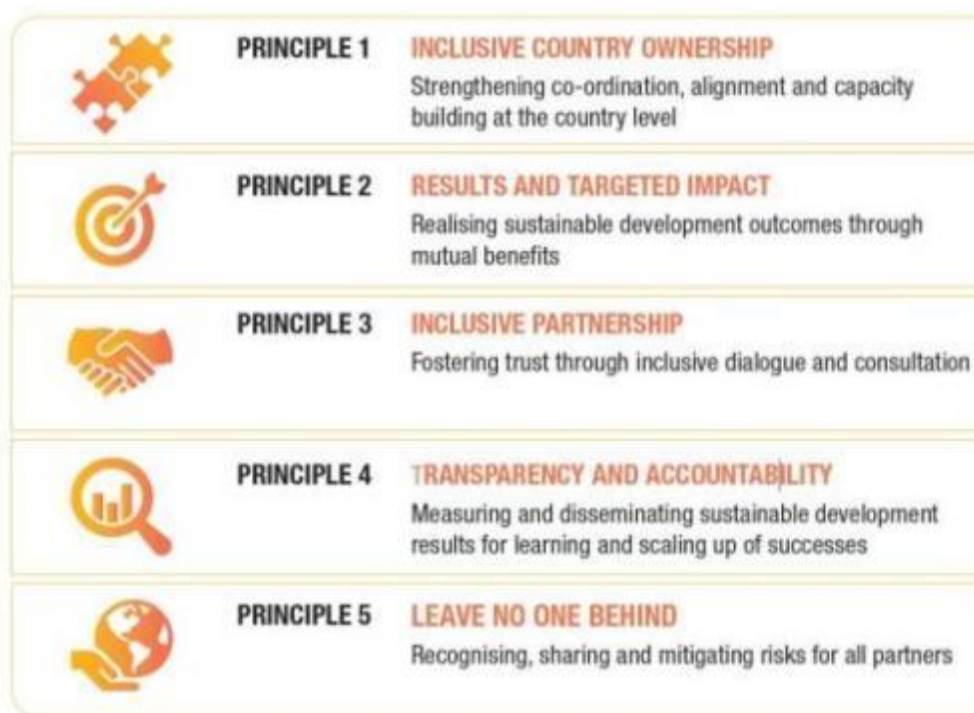 PRINCIPLE 1 INCLUSIVE COUNTRY OWNERSHIP
Strengthening co-ordination, alignment and capacity
building at the country level
PRINCIPLE 2 RESULTS AND TARGETED IMPACT
Realising sustainable development outcomes through
mutual benefits
PRINCIPLE 3 INCLUSIVE PARTNERSHIP
Fostering trust through inclusive dialogue and consultation
PRINCIPLE 4 TRANSPARENCY AND ACCOUNTABILITY
Measuring and disseminating sustainable development
results for learning and scaling up of successes
PRINCIPLE 5 LEAVE NO ONE BEHIND
Recognising, sharing and mitigating risks for all partners